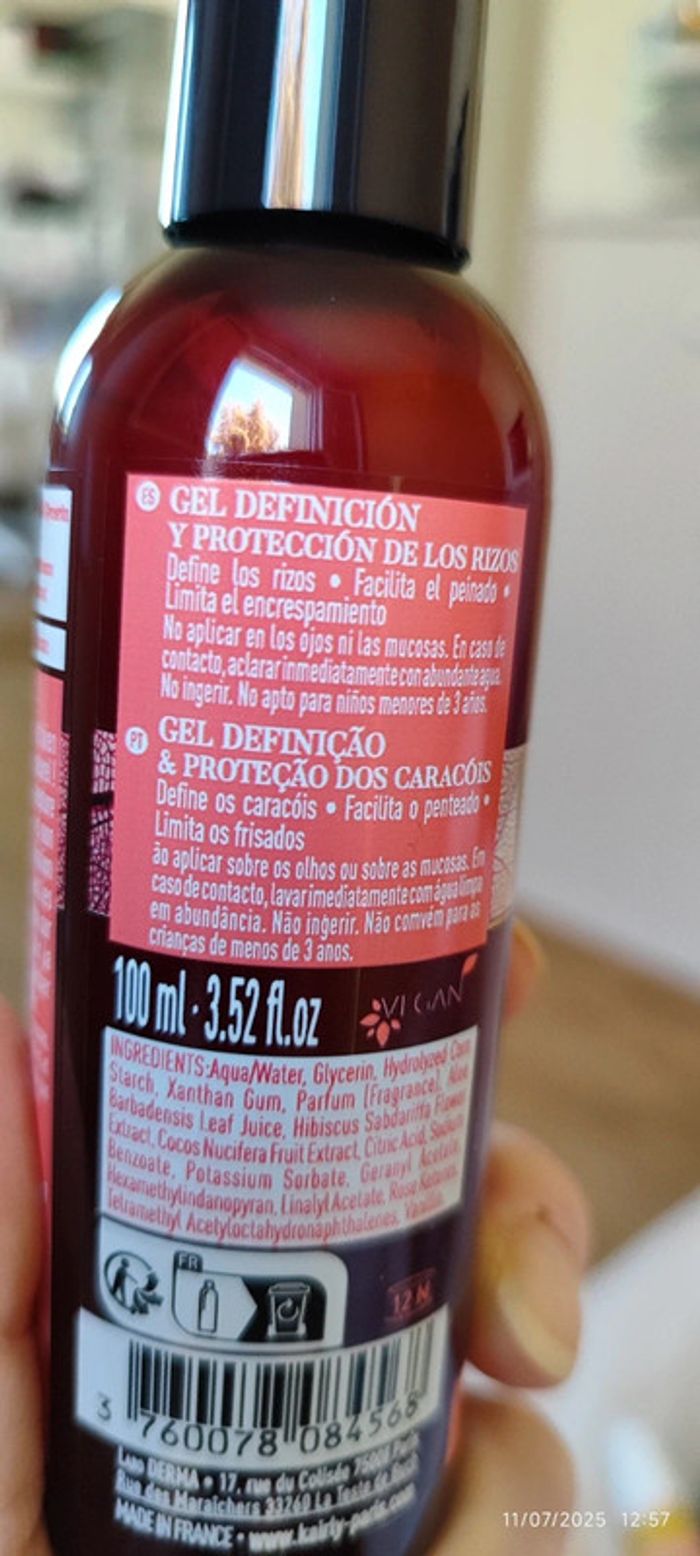 ES GEL DEFINICIÓN
Y PROTECCIÓN DE LOS RIZOS
Define los rizos • Facilita el peinado •
Limita el encrespamiento
No aplicar en los ojos ni las mucosas. En caso de
contacto, aclarar inmediatamente con abundante agua.
No ingerir. No apto para niños menores de 3 años.
PT GEL DEFINIÇÃO
& PROTEÇÃO DOS CARACÓIS
Define os caracóis • Facilita o penteado •
Limita os frisados
ão aplicar sobre os olhos ou sobre as mucosas. Em
caso de contacto, lavar imediatamente com água limpa
em abundância. Não ingerir. Não comvém para as
crianças de menos de 3 anos.
100 ml · 3.52 fl.oz
VEGAN
INGREDIENTS: Aqua/Water, Glycerin, Hydrolyzed Corn
Starch, Xanthan Gum, Parfum (Fragrance), Aloe
Barbadensis Leaf Juice, Hibiscus Sabdariffa Flower
Extract, Cocos Nucifera Fruit Extract, Citric Acid, Sodium
Benzoate, Potassium Sorbate, Geranyl Acetate,
Hexamethylindanopyran, Linalyl Acetate, Rose Ketones,
Tetramethyl Acetyloctahydronaphthalenes, Vanillin.
FR
12 M
3 760078 084568
LABO DERMA • 17, rue du Colisée 75008 Paris
Rue des Maraîchers 33260 La Teste de Buch
MADE IN FRANCE • www.kairly-paris.com
11/07/2025 12:57